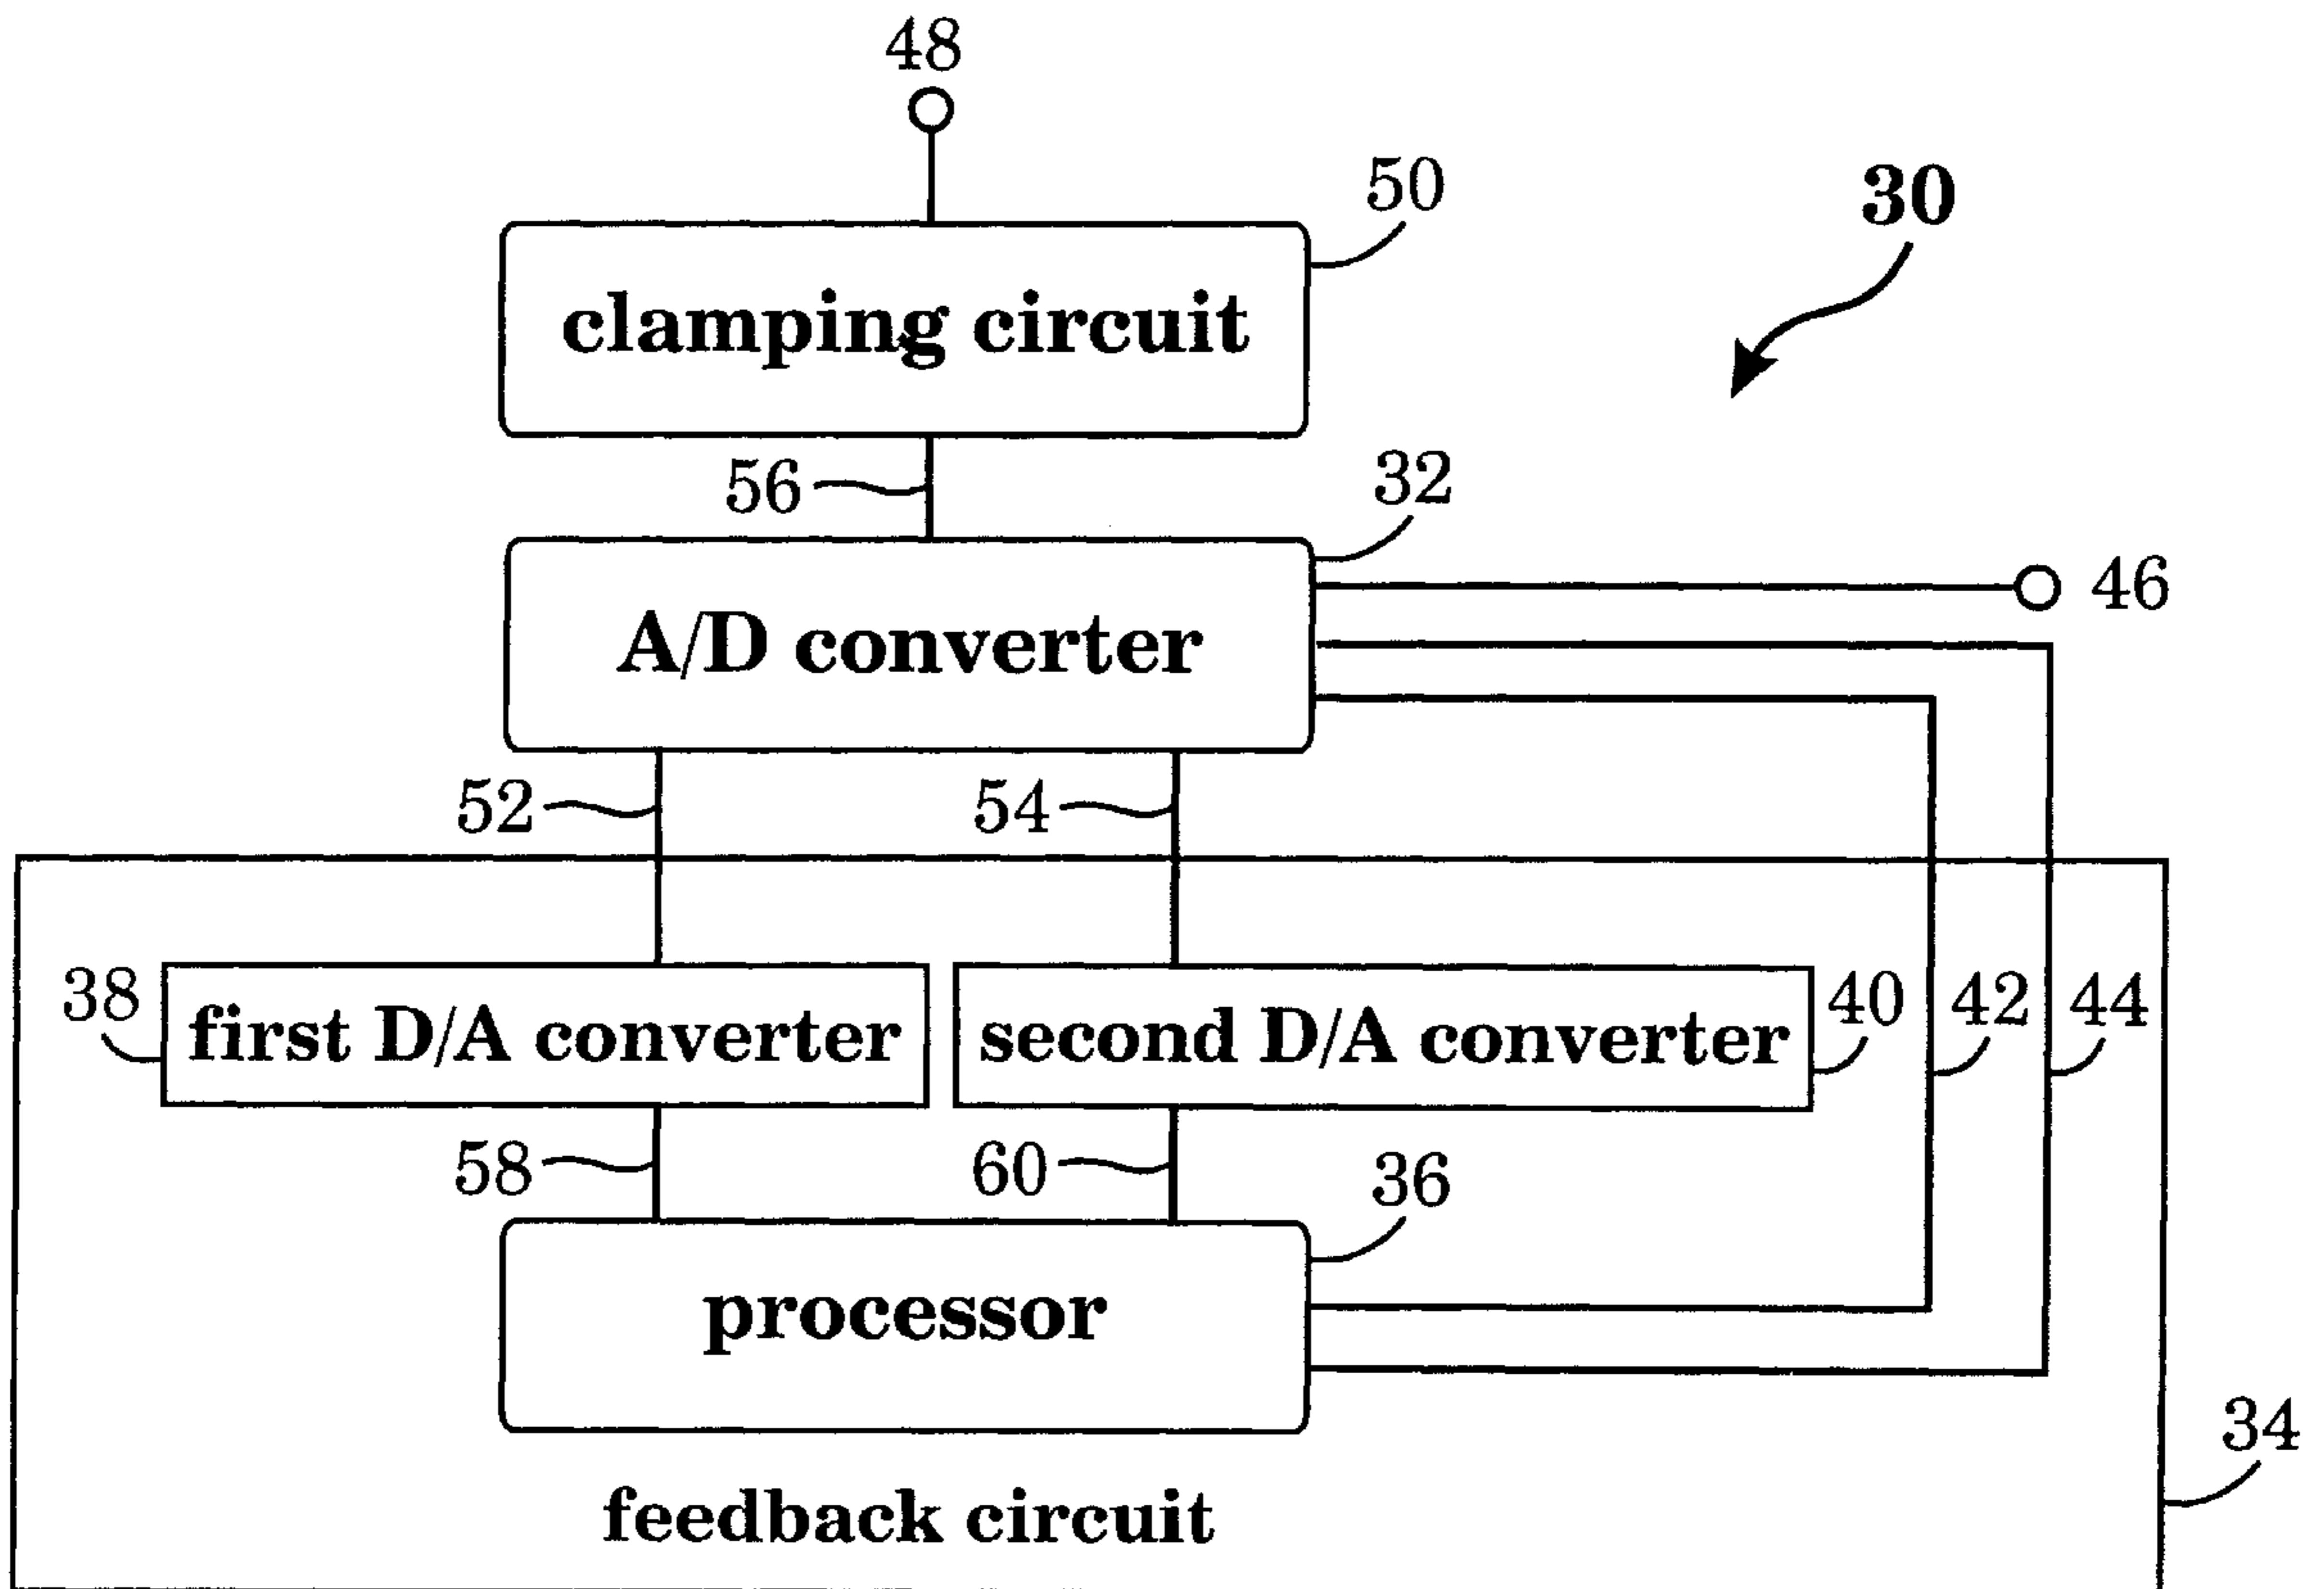 48
50
30
clamping circuit
56
32
46
A/D converter
52
54
38
first D/A converter
second D/A converter
40
42
44
58
60
36
processor
34
feedback circuit